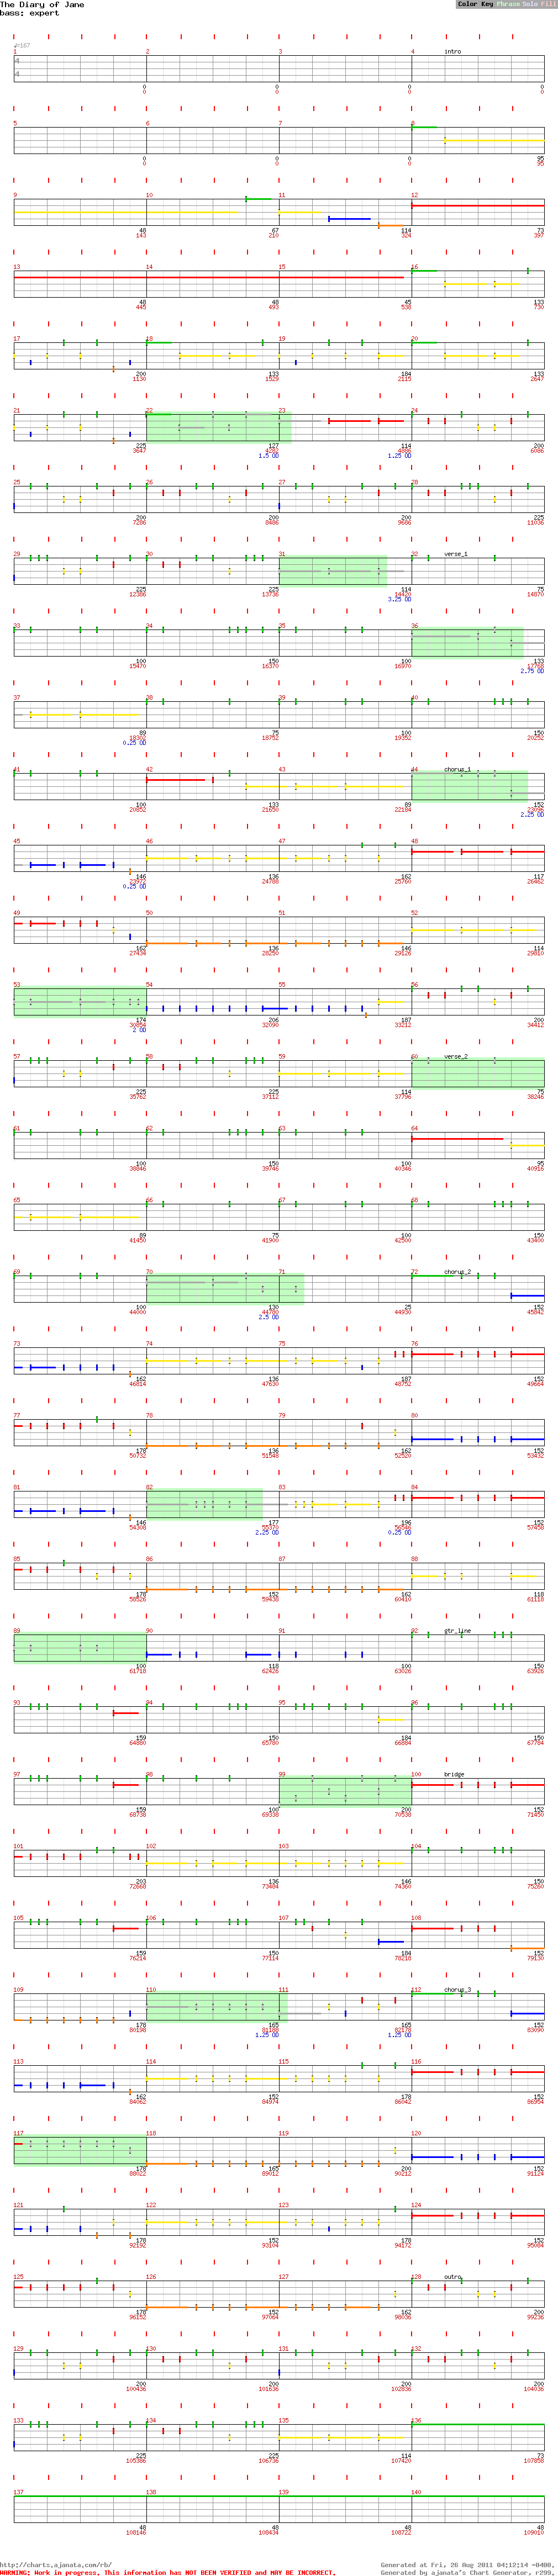 The Diary of Jane
bass: expert
Color Key Phrase Solo Fill
♩=167
1 2 3 4 intro
4
4
0 0 0 0
0 0 0 0
5 6 7 8
0 0 0 95
0 0 0 95
9 10 11 12
48 67 114 73
143 210 324 397
13 14 15 16
48 48 45 133
445 493 538 730
17 18 19 20
200 133 184 133
1130 1529 2115 2647
21 22 23 24
225 127 114 200
3647 4282 4886 6086
1.5 OD 1.25 OD
25 26 27 28
200 200 200 225
7286 8486 9686 11036
29 30 31 32 verse_1
225 225 114 75
12386 13736 14420 14870
3.25 OD
33 34 35 36
100 150 100 133
15470 16370 16970 17768
2.75 OD
37 38 39 40
89 75 100 150
18302 18752 19352 20252
0.25 OD
41 42 43 44 chorus_1
100 133 89 152
20852 21650 22184 23096
2.25 OD
45 46 47 48
146 136 162 117
23972 24788 25760 26462
0.25 OD
49 50 51 52
162 136 146 114
27434 28250 29126 29810
53 54 55 56
174 206 187 200
30854 32090 33212 34412
2 OD
57 58 59 60 verse_2
225 225 114 75
35762 37112 37796 38246
61 62 63 64
100 150 100 95
38846 39746 40346 40916
65 66 67 68
89 75 100 150
41450 41900 42500 43400
69 70 71 72 chorus_2
100 130 25 152
44000 44780 44930 45842
2.5 OD
73 74 75 76
162 136 187 152
46814 47630 48752 49664
77 78 79 80
178 136 162 152
50732 51548 52520 53432
81 82 83 84
146 177 196 152
54308 55370 56546 57458
2.25 OD 0.25 OD
85 86 87 88
178 152 162 118
58526 59438 60410 61118
89 90 91 92 gtr_line
100 118 100 150
61718 62426 63026 63926
93 94 95 96
159 150 184 150
64880 65780 66884 67784
97 98 99 100 bridge
159 100 200 152
68738 69338 70538 71450
101 102 103 104
203 136 146 150
72668 73484 74360 75260
105 106 107 108
159 150 184 152
76214 77114 78218 79130
109 110 111 112 chorus_3
178 165 165 152
80198 81188 82178 83090
1.25 OD 1.25 OD
113 114 115 116
162 152 178 152
84062 84974 86042 86954
117 118 119 120
178 165 200 152
88022 89012 90212 91124
121 122 123 124
178 152 178 152
92192 93104 94172 95084
125 126 127 128 outro
178 152 162 200
96152 97064 98036 99236
129 130 131 132
200 200 200 200
100436 101636 102836 104036
133 134 135 136
225 225 114 73
105386 106736 107420 107858
137 138 139 140
48 48 48 48
108146 108434 108722 109010
http://charts.ajanata.com/rb/
Generated at Fri, 26 Aug 2011 04:12:14 -0400.
WARNING: Work in progress. This information has NOT BEEN VERIFIED and MAY BE INCORRECT.
Generated by ajanata's Chart Generator, r299.